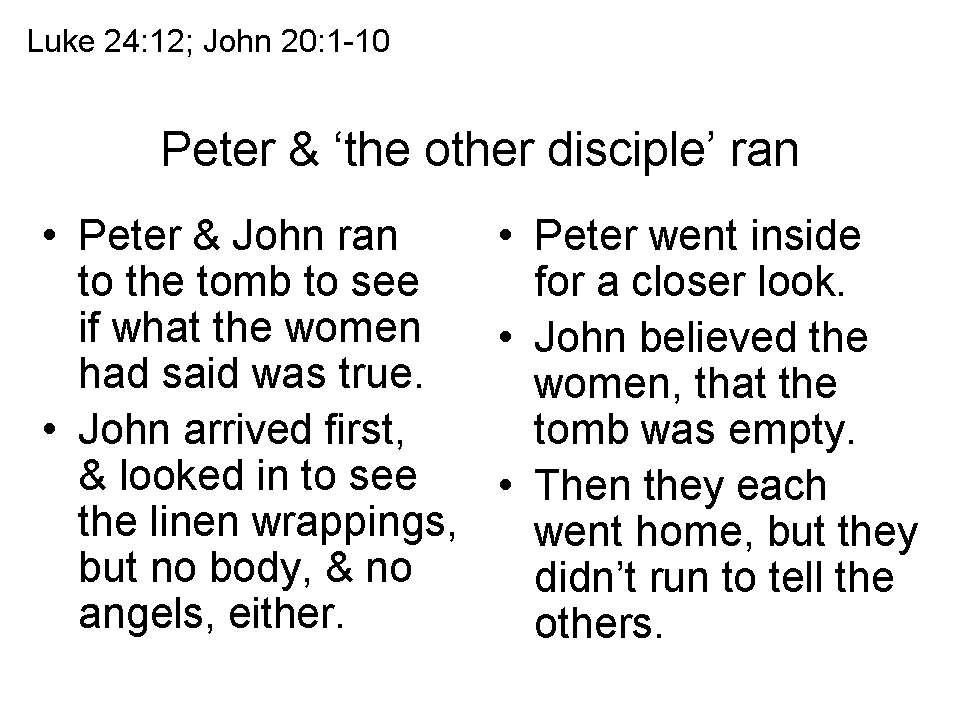 Luke 24:12; John 20:1-10
Peter & ‘the other disciple’ ran
• Peter & John ran
to the tomb to see
if what the women
had said was true.
• John arrived first,
& looked in to see
the linen wrappings,
but no body, & no
angels, either.
• Peter went inside
for a closer look.
• John believed the
women, that the
tomb was empty.
• Then they each
went home, but they
didn’t run to tell the
others.